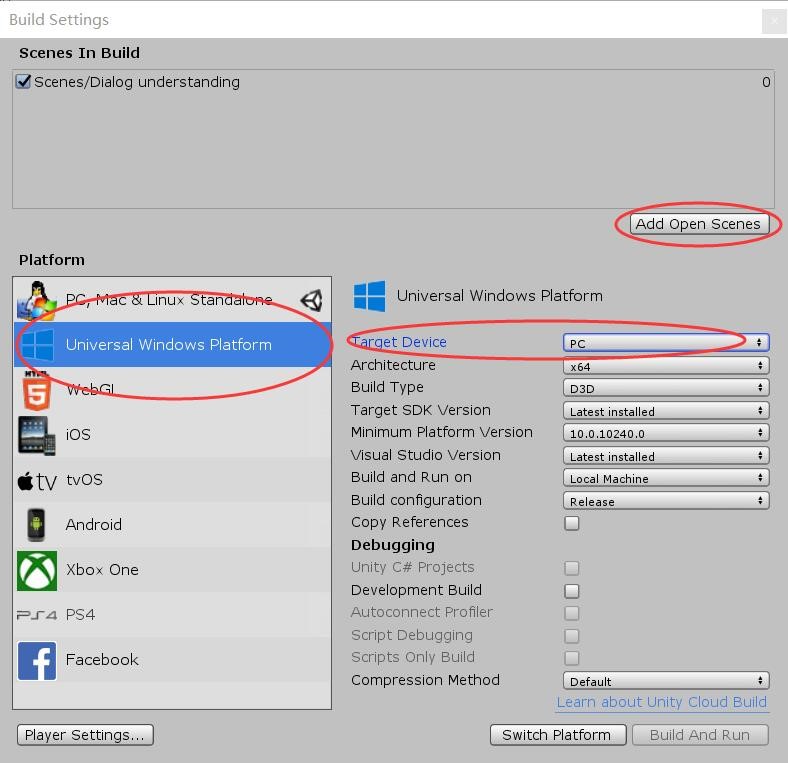 Build Settings
Scenes In Build
Scenes/Dialog understanding 0
Add Open Scenes
Platform
PC, Mac & Linux Standalone
Universal Windows Platform
HTML
5
WebGL
iOS
tv tvOS
Android
Xbox One
PS4 PS4
f Facebook
Universal Windows Platform
Target Device PC
Architecture x64
Build Type D3D
Target SDK Version Latest installed
Minimum Platform Version 10.0.10240.0
Visual Studio Version Latest installed
Build and Run on Local Machine
Build configuration Release
Copy References
Debugging
Unity C# Projects
Development Build
Autoconnect Profiler
Script Debugging
Scripts Only Build
Compression Method Default
Learn about Unity Cloud Build
Player Settings... Switch Platform Build And Run